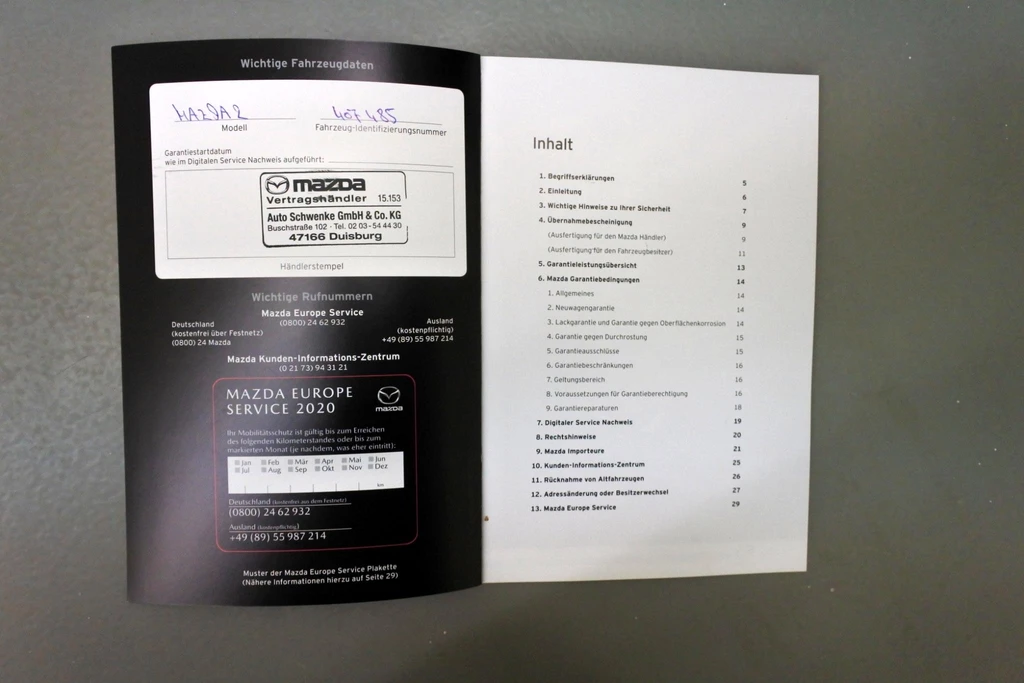 Wichtige Fahrzeugdaten
MAZDA 2 407 485
Modell Fahrzeug-Identifizierungsnummer
Garantiestartdatum
wie im Digitalen Service Nachweis aufgeführt:
mazda
Vertragshändler 15.153
Auto Schwenke GmbH & Co. KG
Buschstraße 102 · Tel. 02 03 - 54 44 30
47166 Duisburg
Händlerstempel
Wichtige Rufnummern
Mazda Europe Service
(0800) 24 62 932
Deutschland
(kostenfrei über Festnetz)
(0800) 24 Mazda
Ausland
(kostenpflichtig)
+49 (89) 55 987 214
Mazda Kunden-Informations-Zentrum
(0 21 73) 94 31 21
MAZDA EUROPE
SERVICE 2020
mazda
Ihr Mobilitätsschutz ist gültig bis zum Erreichen
des folgenden Kilometerstandes oder bis zum
markierten Monat (je nachdem, was eher eintritt):
Jan Feb Mär Apr Mai Jun
Jul Aug Sep Okt Nov Dez
km
Deutschland (kostenfrei aus dem Festnetz)
(0800) 24 62 932
Ausland (kostenpflichtig)
+49 (89) 55 987 214
Muster der Mazda Europe Service Plakette
(Nähere Informationen hierzu auf Seite 29)
Inhalt
1. Begriffserklärungen 5
2. Einleitung 6
3. Wichtige Hinweise zu Ihrer Sicherheit 7
4. Übernahmebescheinigung 9
(Ausfertigung für den Mazda Händler) 9
(Ausfertigung für den Fahrzeugbesitzer) 11
5. Garantieleistungsübersicht 13
6. Mazda Garantiebedingungen 14
1. Allgemeines 14
2. Neuwagengarantie 14
3. Lackgarantie und Garantie gegen Oberflächenkorrosion 14
4. Garantie gegen Durchrostung 15
5. Garantieausschlüsse 15
6. Garantiebeschränkungen 16
7. Geltungsbereich 16
8. Voraussetzungen für Garantieberechtigung 16
9. Garantiereparaturen 18
7. Digitaler Service Nachweis 19
8. Rechtshinweise 20
9. Mazda Importeure 21
10. Kunden-Informations-Zentrum 25
11. Rücknahme von Altfahrzeugen 26
12. Adressänderung oder Besitzerwechsel 27
13. Mazda Europe Service 29